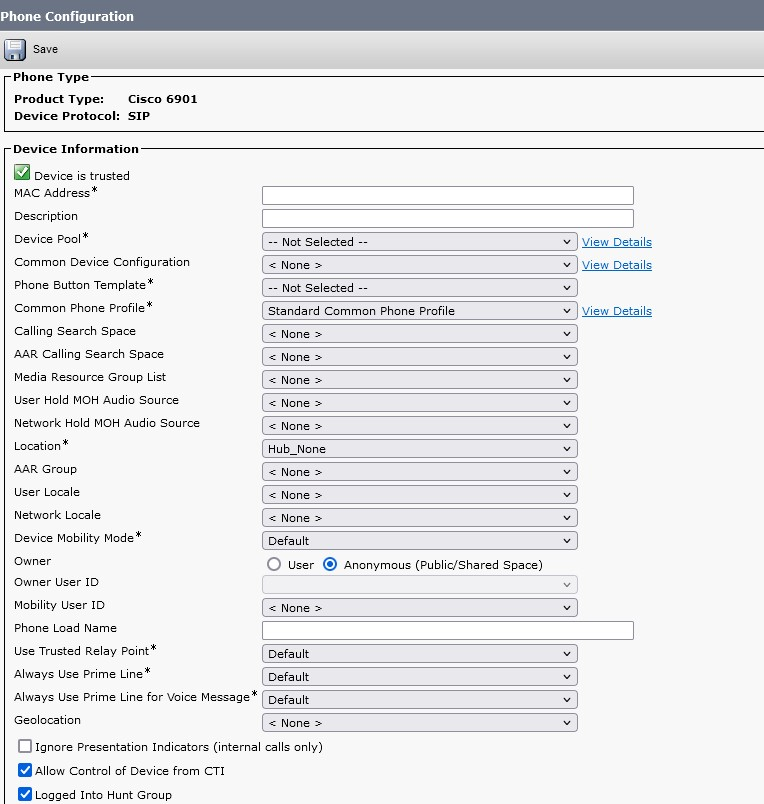 Phone Configuration
Save
Phone Type
Product Type: Cisco 6901
Device Protocol: SIP
Device Information
Device is trusted
MAC Address*
Description
Device Pool* -- Not Selected -- View Details
Common Device Configuration < None > View Details
Phone Button Template* -- Not Selected --
Common Phone Profile* Standard Common Phone Profile View Details
Calling Search Space < None >
AAR Calling Search Space < None >
Media Resource Group List < None >
User Hold MOH Audio Source < None >
Network Hold MOH Audio Source < None >
Location* Hub_None
AAR Group < None >
User Locale < None >
Network Locale < None >
Device Mobility Mode* Default
Owner User Anonymous (Public/Shared Space)
Owner User ID
Mobility User ID < None >
Phone Load Name
Use Trusted Relay Point* Default
Always Use Prime Line* Default
Always Use Prime Line for Voice Message* Default
Geolocation < None >
Ignore Presentation Indicators (internal calls only)
Allow Control of Device from CTI
Logged Into Hunt Group